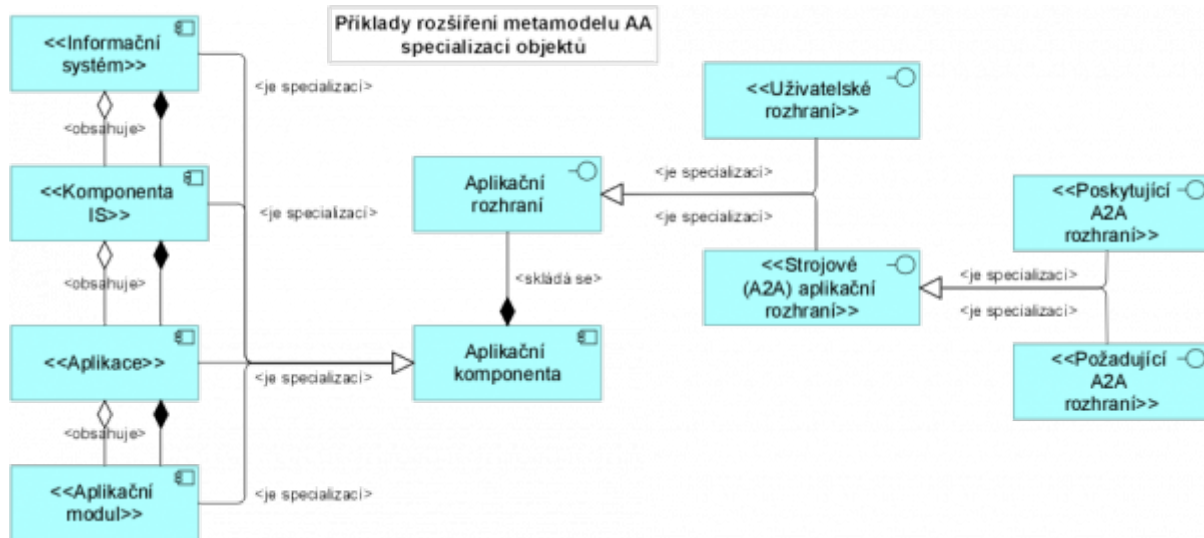 Příklady rozšíření metamodelu AA
specializací objektů
<<Informační
systém>>
<je specializací>
<obsahuje>
<<Komponenta
IS>>
<je specializací>
<obsahuje>
<<Aplikace>>
<je specializací>
<obsahuje>
<<Aplikační
modul>>
<je specializací>
Aplikační
rozhraní
<skládá se>
Aplikační
komponenta
<je specializací>
<je specializací>
<<Uživatelské
rozhraní>>
<<Strojové
(A2A) aplikační
rozhraní>>
<je specializací>
<je specializací>
<<Poskytující
A2A
rozhraní>>
<<Požadující
A2A
rozhraní>>